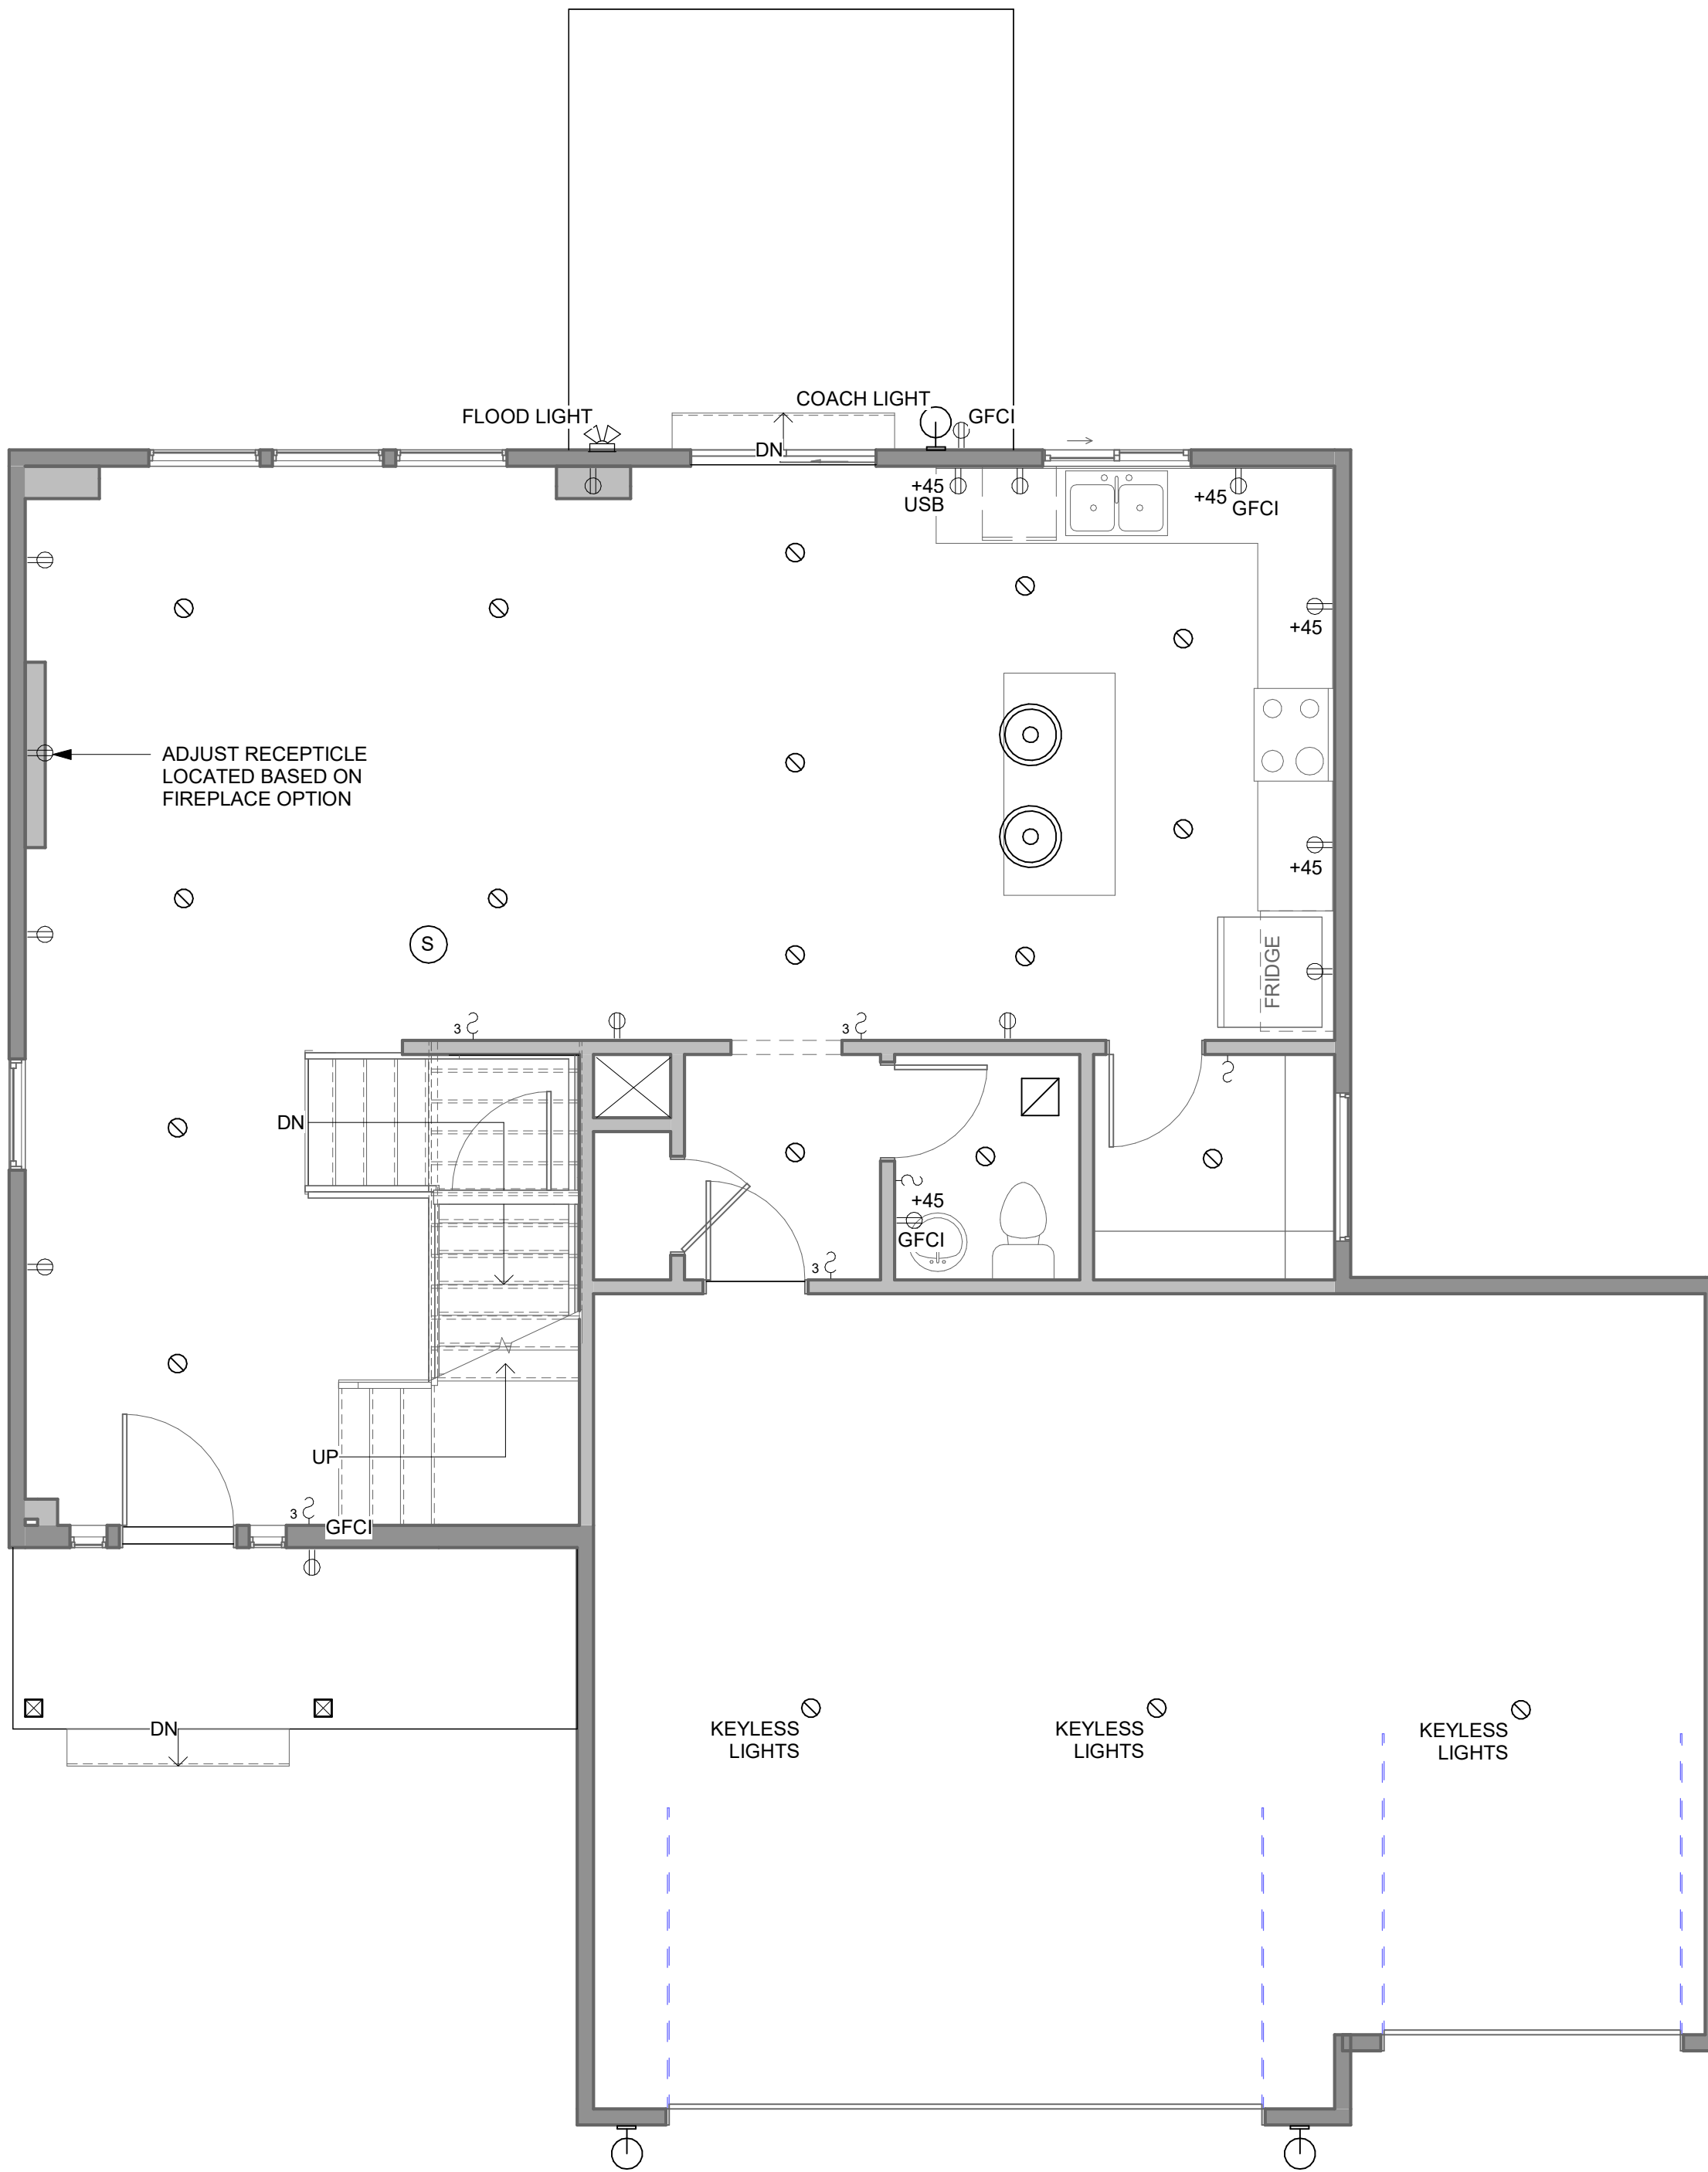 COACH LIGHT
FLOOD LIGHT
GFCI
DN
+45
USB
+45
GFCI
+45
ADJUST RECEPTICLE
LOCATED BASED ON
FIREPLACE OPTION
+45
S
FRIDGE
3
3
DN
+45
GFCI
3
UP
3
GFCI
DN
KEYLESS
LIGHTS
KEYLESS
LIGHTS
KEYLESS
LIGHTS